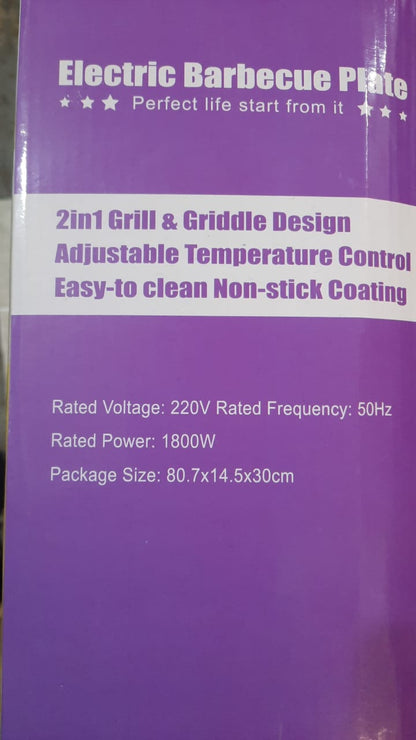 Electric Barbecue Plate
★ ★ ★ Perfect life start from it ★ ★ ★
2in1 Grill & Griddle Design
Adjustable Temperature Control
Easy-to clean Non-stick Coating
Rated Voltage: 220V Rated Frequency: 50Hz
Rated Power: 1800W
Package Size: 80.7x14.5x30cm